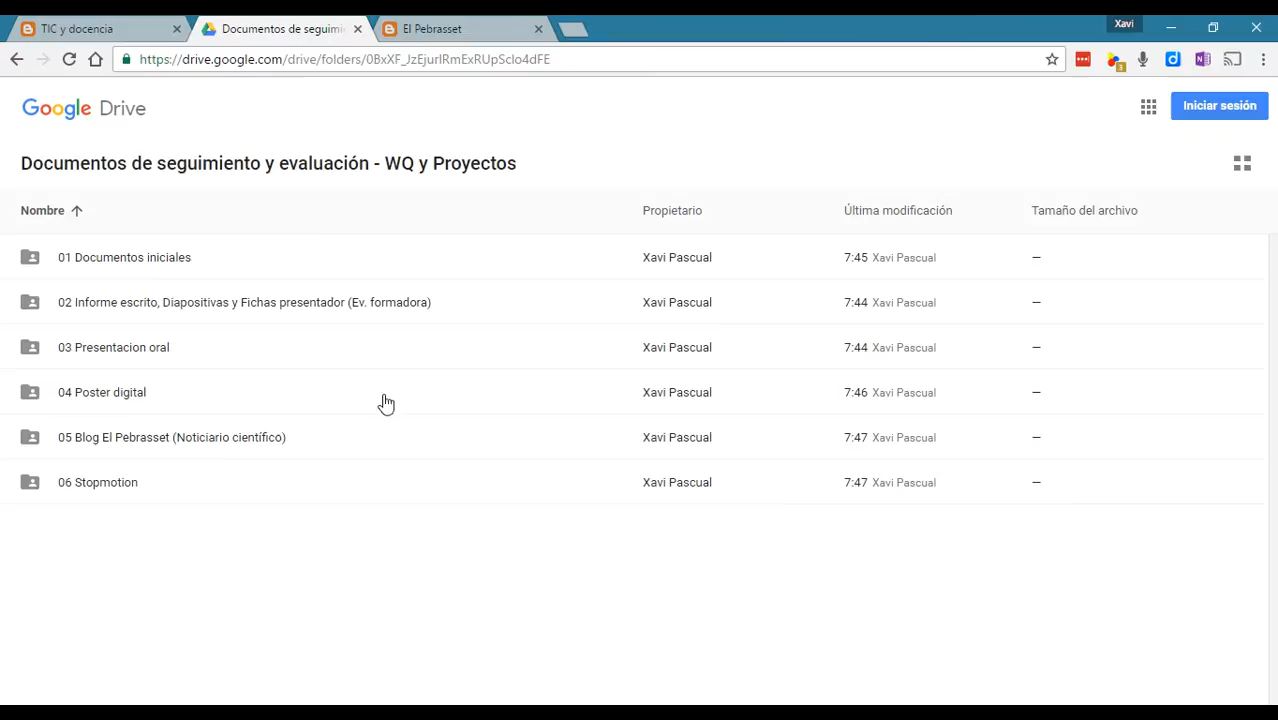 TIC y docencia
Documentos de seguimi
El Pebrasset
Xavi
https://drive.google.com/drive/folders/0BxXF_JzEjurIRmExRUpSclo4dFE
3
Google Drive
Iniciar sesión
Documentos de seguimiento y evaluación - WQ y Proyectos
Nombre Propietario Última modificación Tamaño del archivo
01 Documentos iniciales Xavi Pascual 7:45 Xavi Pascual —
02 Informe escrito, Diapositivas y Fichas presentador (Ev. formadora) Xavi Pascual 7:44 Xavi Pascual —
03 Presentacion oral Xavi Pascual 7:44 Xavi Pascual —
04 Poster digital Xavi Pascual 7:46 Xavi Pascual —
05 Blog El Pebrasset (Noticiario científico) Xavi Pascual 7:47 Xavi Pascual —
06 Stopmotion Xavi Pascual 7:47 Xavi Pascual —